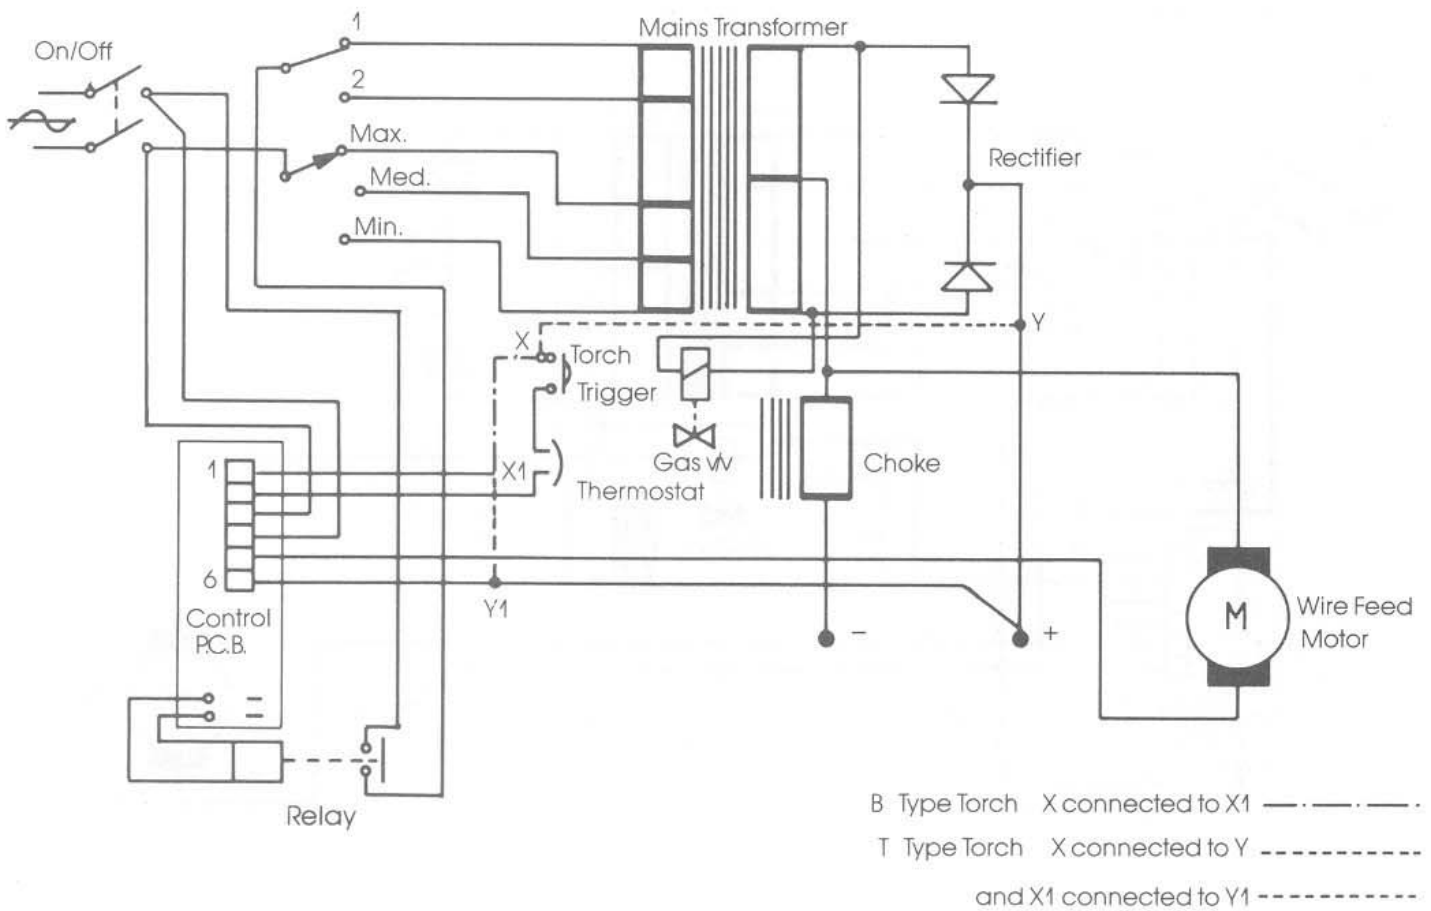 1
Mains Transformer
On/Off
2
Max.
Rectifier
Med.
Min.
Y
X
Torch
Trigger
1
X1
Gas v/v
Choke
Thermostat
6
Y1
Control
P.C.B.
- +
M
Wire Feed
Motor
Relay
B Type Torch X connected to X1
T Type Torch X connected to Y
and X1 connected to Y1